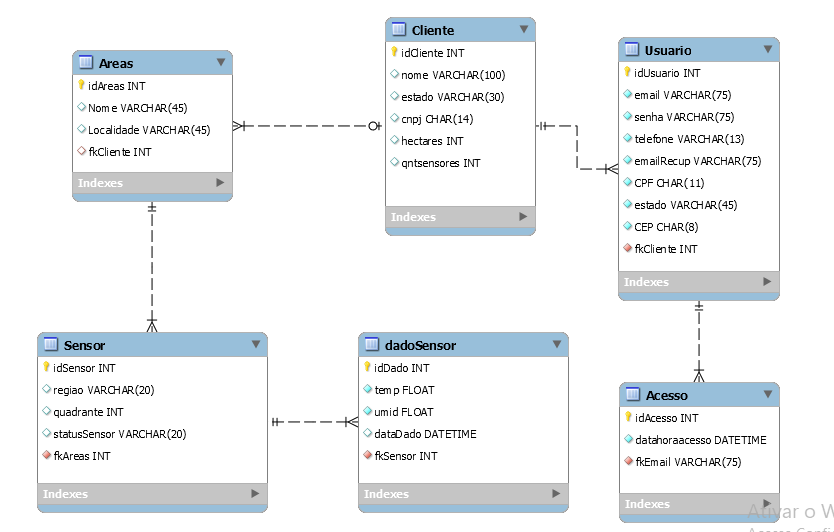 Areas
idAreas INT
Nome VARCHAR(45)
Localidade VARCHAR(45)
fkCliente INT
Indexes
Cliente
idCliente INT
nome VARCHAR(100)
estado VARCHAR(30)
cnpj CHAR(14)
hectares INT
qntsensores INT
Indexes
Usuario
idUsuario INT
email VARCHAR(75)
senha VARCHAR(75)
telefone VARCHAR(13)
emailRecup VARCHAR(75)
CPF CHAR(11)
estado VARCHAR(45)
CEP CHAR(8)
fkCliente INT
Indexes
Sensor
idSensor INT
regiao VARCHAR(20)
quadrante INT
statusSensor VARCHAR(20)
fkAreas INT
Indexes
dadoSensor
idDado INT
temp FLOAT
umid FLOAT
dataDado DATETIME
fkSensor INT
Indexes
Acesso
idAcesso INT
datahoraacesso DATETIME
fkEmail VARCHAR(75)
Indexes
Ativar o W